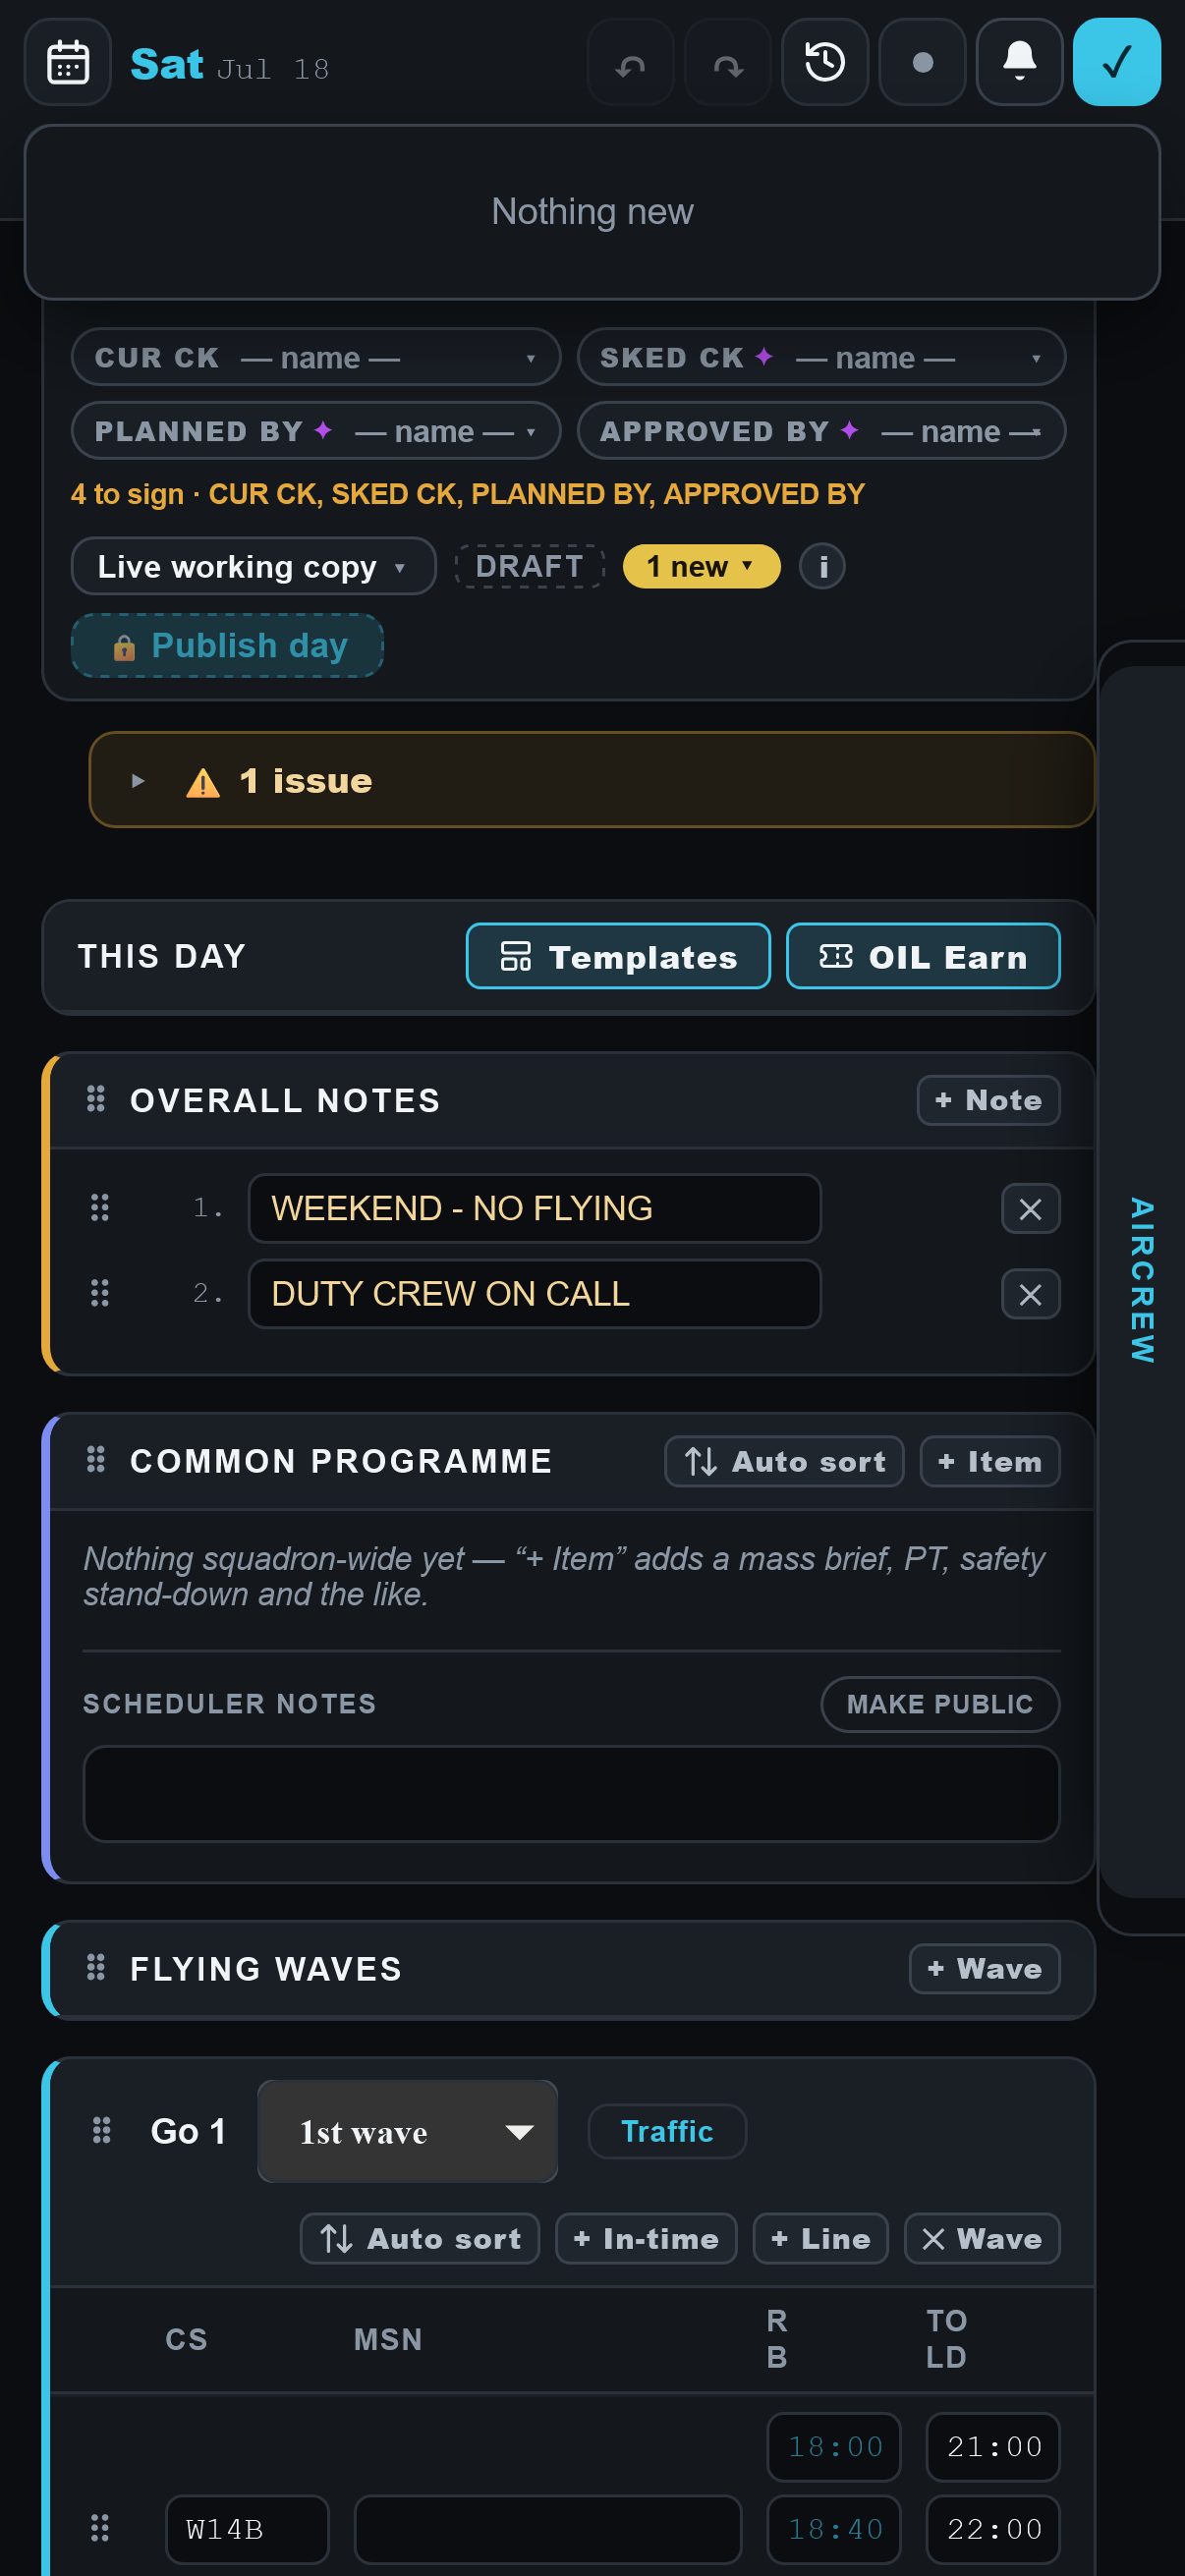 Sat Jul 18
Nothing new
CUR CK — name —
SKED CK ✦ — name —
PLANNED BY ✦ — name —
APPROVED BY ✦ — name —
4 to sign · CUR CK, SKED CK, PLANNED BY, APPROVED BY
Live working copy DRAFT 1 new i
Publish day
1 issue
THIS DAY Templates OIL Earn
OVERALL NOTES + Note
1. WEEKEND - NO FLYING
2. DUTY CREW ON CALL
AIRCREW
COMMON PROGRAMME Auto sort + Item
Nothing squadron-wide yet — “+ Item” adds a mass brief, PT, safety
stand-down and the like.
SCHEDULER NOTES MAKE PUBLIC
FLYING WAVES + Wave
Go 1 1st wave Traffic
Auto sort + In-time + Line × Wave
CS MSN R B TO LD
18:00 21:00
W14B 18:40 22:00